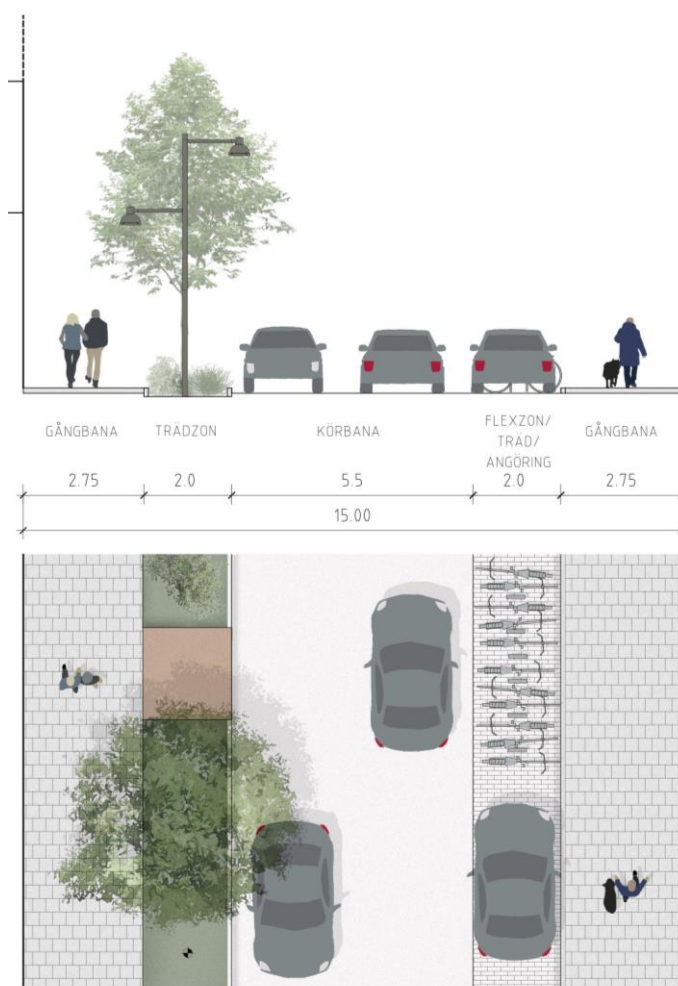 GÅNGBANA TRÄDZON KÖRBANA FLEXZON/ GÅNGBANA
TRÄD/
ANGÖRING
2.75 2.0 5.5 2.0 2.75
15.00